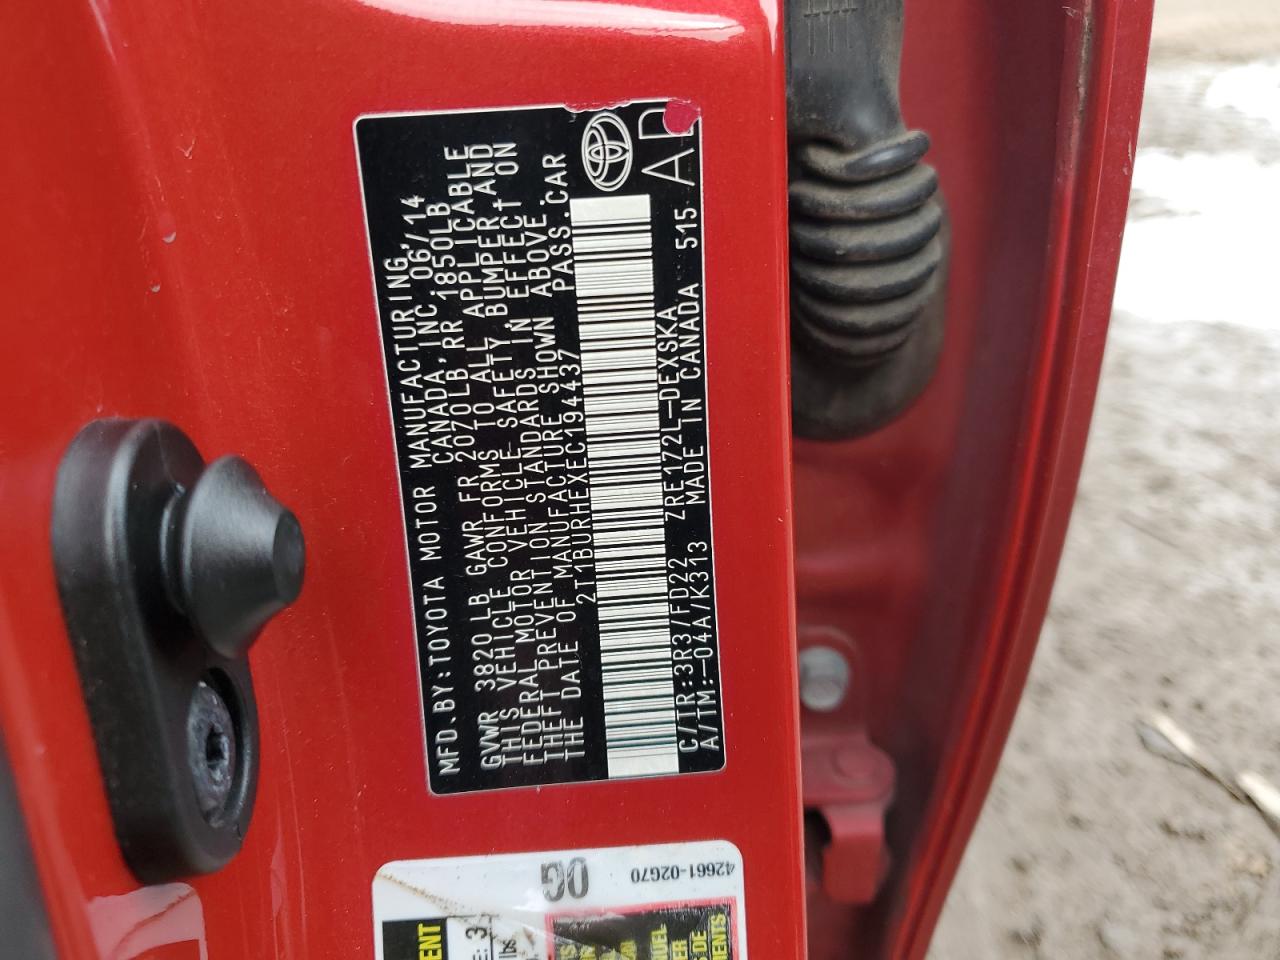 MFD.BY:TOYOTA MOTOR MANUFACTURING,
CANADA,INC 06/14
GVWR 3820 LB GAWR FR 2070LB,RR 1850LB
THIS VEHICLE CONFORMS TO ALL APPLICABLE
FEDERAL MOTOR VEHICLE SAFETY,BUMPER,AND
THEFT PREVENTION STANDARDS IN EFFECT ON
THE DATE OF MANUFACTURE SHOWN ABOVE.
2T1BURHEXEC194437 PASS.CAR
C/TR:3R3/FD22 ZRE172L-DEXSKA 515
A/TM:-04A/K313 MADE IN CANADA
42661-02G70
0G